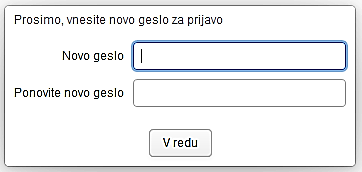 Prosimo, vnesite novo geslo za prijavo
Novo geslo
Ponovite novo geslo
V redu